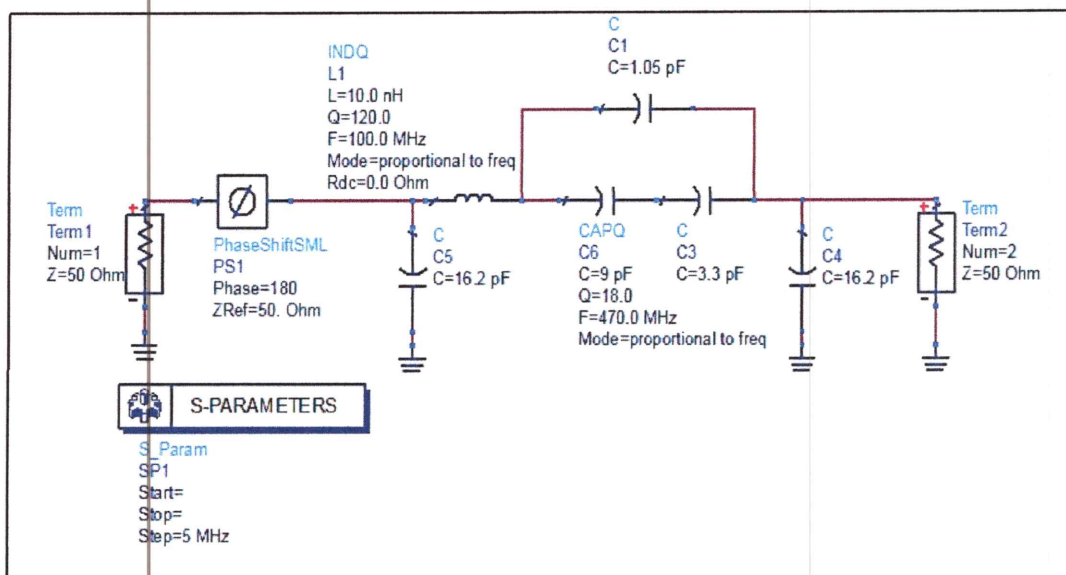 C
C1
C=1.05 pF
INDQ
L1
L=10.0 nH
Q=120.0
F=100.0 MHz
Mode=proportional to freq
Rdc=0.0 Ohm
Term
Term1
Num=1
Z=50 Ohm
+
-
PhaseShiftSML
PS1
Phase=180
ZRef=50. Ohm
C
C5
C=16.2 pF
CAPQ
C6
C=9 pF
Q=18.0
F=470.0 MHz
Mode=proportional to freq
C
C3
C=3.3 pF
C
C4
C=16.2 pF
+
-
Term
Term2
Num=2
Z=50 Ohm
S-PARAMETERS
S_Param
SP1
Start=
Stop=
Step=5 MHz